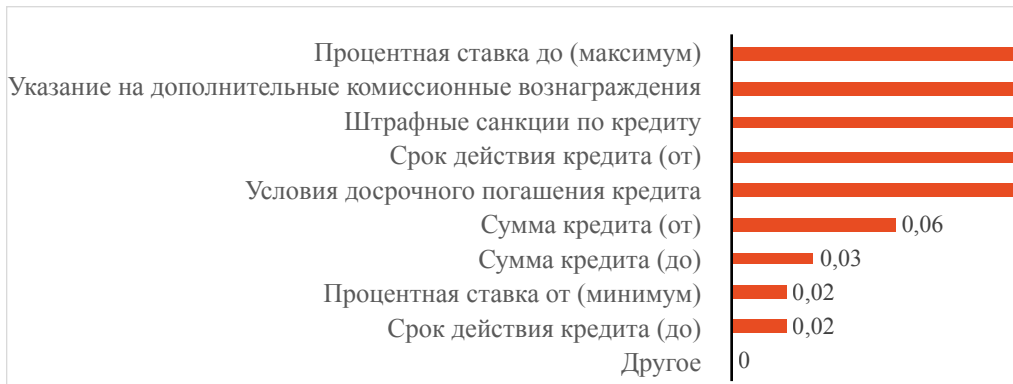 Процентная ставка до (максимум)
Указание на дополнительные комиссионные вознаграждения
Штрафные санкции по кредиту
Срок действия кредита (от)
Условия досрочного погашения кредита
Сумма кредита (от) 0,06
Сумма кредита (до) 0,03
Процентная ставка от (минимум) 0,02
Срок действия кредита (до) 0,02
Другое 0